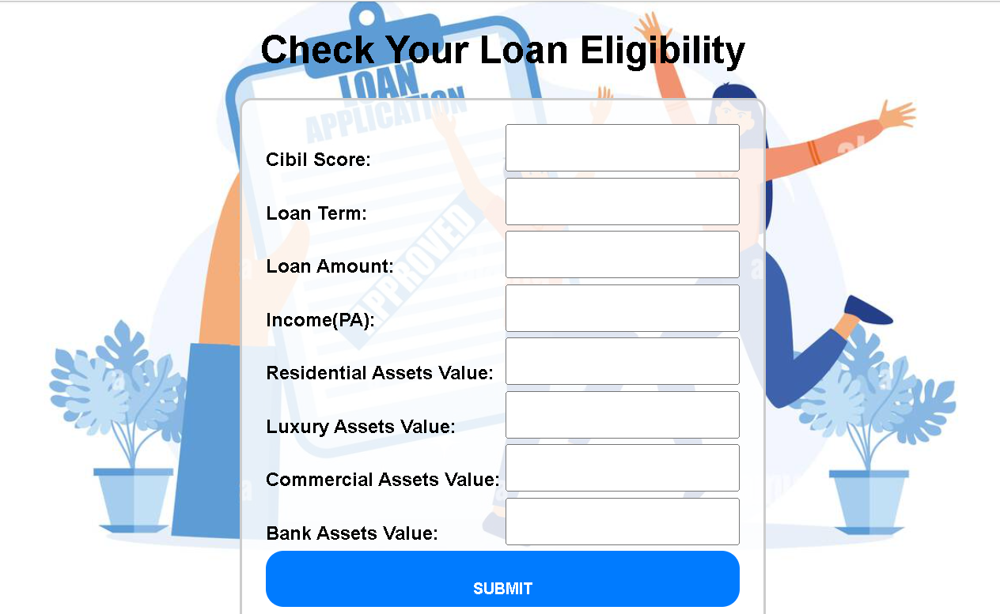 Check Your Loan Eligibility
LOAN
APPLICATION
Cibil Score:
Loan Term:
APPROVED
Loan Amount:
Income(PA):
Residential Assets Value:
Luxury Assets Value:
Commercial Assets Value:
Bank Assets Value:
SUBMIT